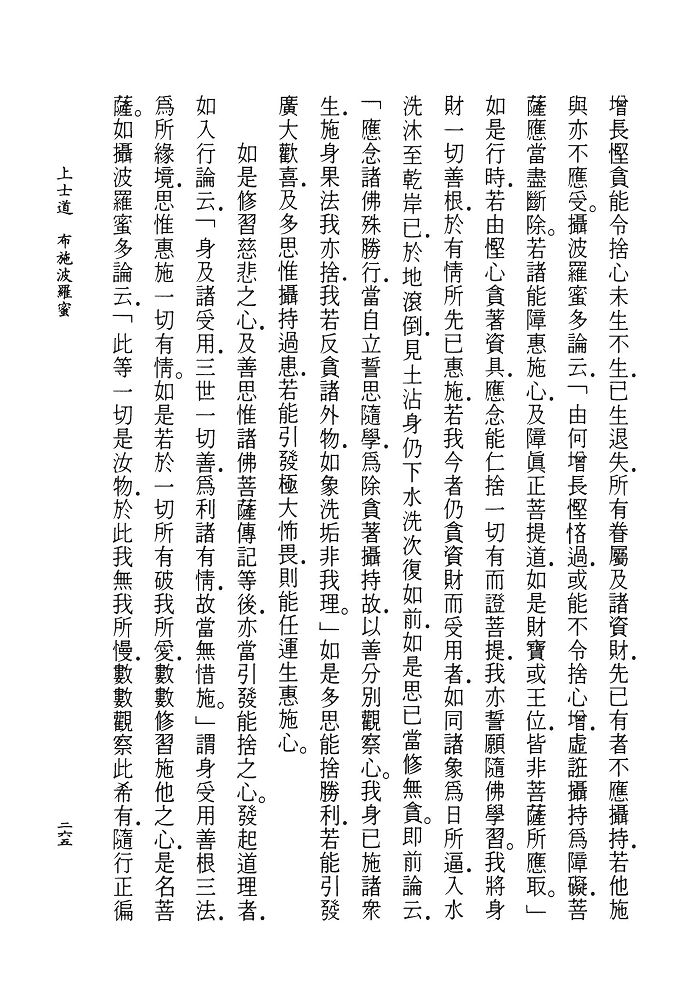 增長慳貪能令捨心未生不生．已生退失．所有眷屬及諸資財．先已有者不應攝持．若他施
與亦不應受。攝波羅蜜多論云．「由何增長慳悋過．或能不令捨心增．虛誑攝持爲障礙．菩
薩應當盡斷除。若諸能障惠施心．及障眞正菩提道．如是財寶或王位．皆非菩薩所應取。」
如是行時．若由慳心貪著資具．應念能仁捨一切有而證菩提．我亦誓願隨佛學習。我將身
財一切善根．於有情所先已惠施．若我今者仍貪資財而受用者．如同諸象爲日所逼．入水
洗沐至乾岸已．於地滾倒．見土沾身仍下水洗次復如前．如是思已當修無貪。即前論云．
「應念諸佛殊勝行．當自立誓思隨學．爲除貪著攝持故．以善分別觀察心。我身已施諸衆
生．施身果法我亦捨．我若反貪諸外物．如象洗垢非我理。」如是多思能捨勝利．若能引發
廣大歡喜．及多思惟攝持過患．若能引發極大怖畏．則能任運生惠施心。
如是修習慈悲之心．及善思惟諸佛菩薩傳記等後．亦當引發能捨之心。發起道理者．
如入行論云．「身及諸受用．三世一切善．爲利諸有情．故當無惜施。」謂身受用善根三法．
爲所緣境．思惟惠施一切有情。如是若於一切所有破我所愛．數數修習施他之心．是名菩
薩。如攝波羅蜜多論云．「此等一切是汝物．於此我無我所慢．數數觀察此希有．隨行正徧
上士道　布施波羅蜜
二六五